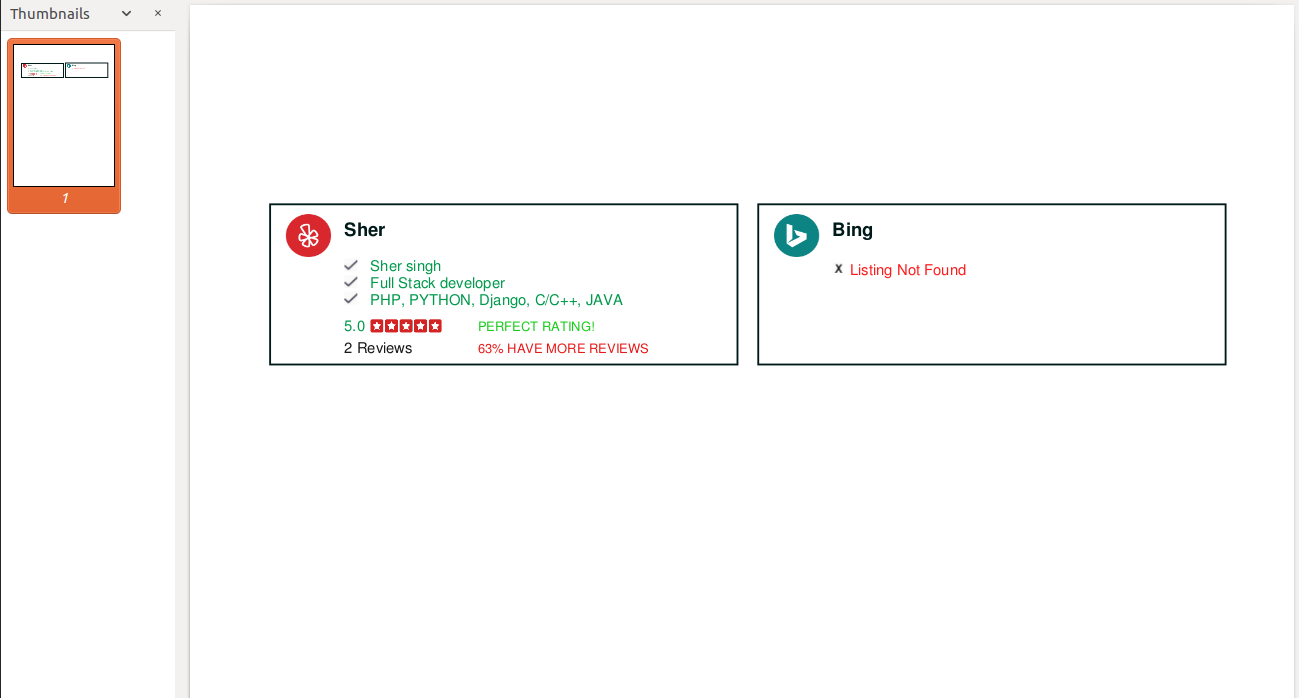 Thumbnails
1
Sher
Sher singh
Full Stack developer
PHP, PYTHON, Django, C/C++, JAVA
5.0 PERFECT RATING!
2 Reviews 63% HAVE MORE REVIEWS
Bing
x Listing Not Found